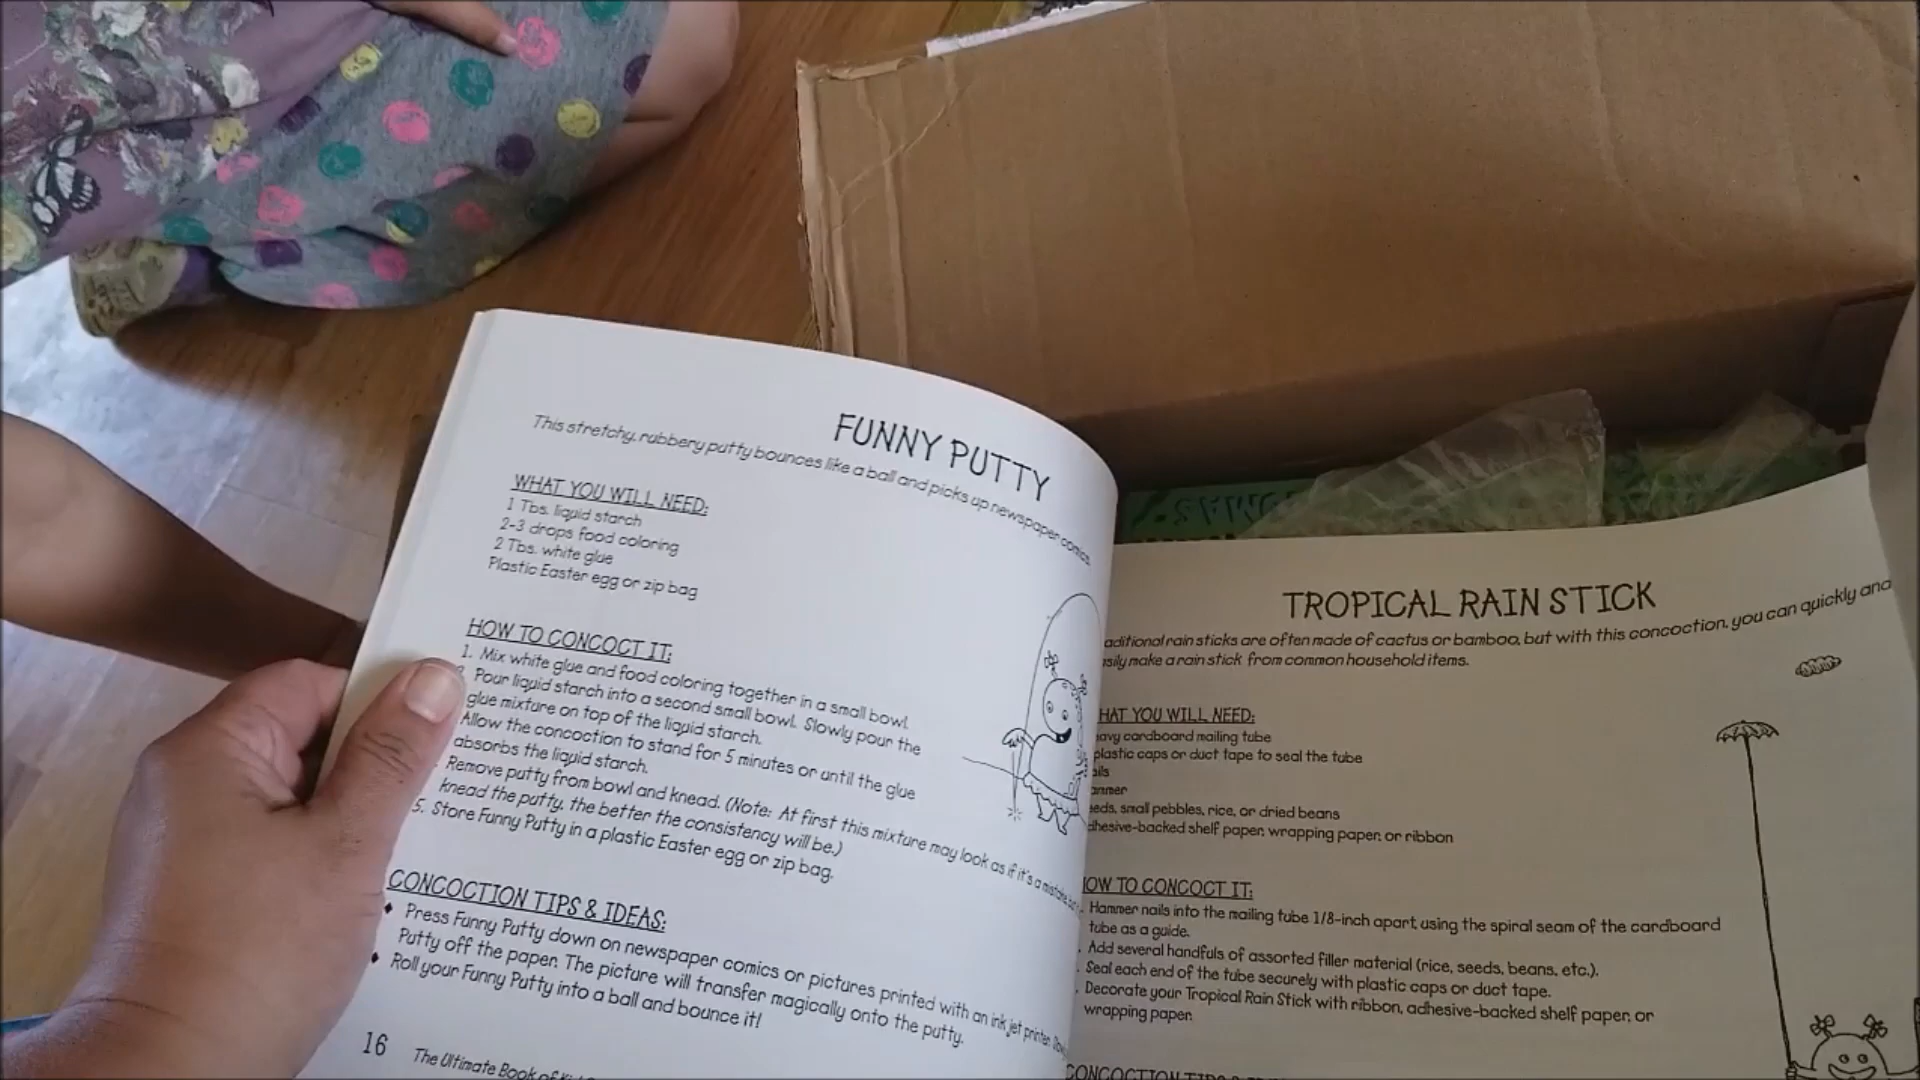 FUNNY PUTTY
This stretchy, rubbery putty bounces like a ball and picks up newspaper comics.
WHAT YOU WILL NEED:
1 Tbs. liquid starch
2-3 drops food coloring
2 Tbs. white glue
Plastic Easter egg or zip bag
HOW TO CONCOCT IT:
1. Mix white glue and food coloring together in a small bowl.
Pour liquid starch into a second small bowl. Slowly pour the
glue mixture on top of the liquid starch.
Allow the concoction to stand for 5 minutes or until the glue
absorbs the liquid starch.
Remove putty from bowl and knead. (Note: At first this mixture may look as if it's a mistake,
knead the putty, the better the consistency will be.)
5. Store Funny Putty in a plastic Easter egg or zip bag.
CONCOCTION TIPS & IDEAS:
♦ Press Funny Putty down on newspaper comics or pictures printed with an ink jet printer.
Putty off the paper. The picture will transfer magically onto the putty.
♦ Roll your Funny Putty into a ball and bounce it!
16 The Ultimate Book of
TROPICAL RAIN STICK
aditional rain sticks are often made of cactus or bamboo, but with this concoction, you can quickly and
sily make a rain stick from common household items.
HAT YOU WILL NEED:
eavy cardboard mailing tube
plastic caps or duct tape to seal the tube
ails
ammer
eeds, small pebbles, rice, or dried beans
dhesive-backed shelf paper, wrapping paper, or ribbon
OW TO CONCOCT IT:
Hammer nails into the mailing tube 1/8-inch apart, using the spiral seam of the cardboard
tube as a guide.
Add several handfuls of assorted filler material (rice, seeds, beans, etc.).
Seal each end of the tube securely with plastic caps or duct tape.
Decorate your Tropical Rain Stick with ribbon, adhesive-backed shelf paper, or
wrapping paper.